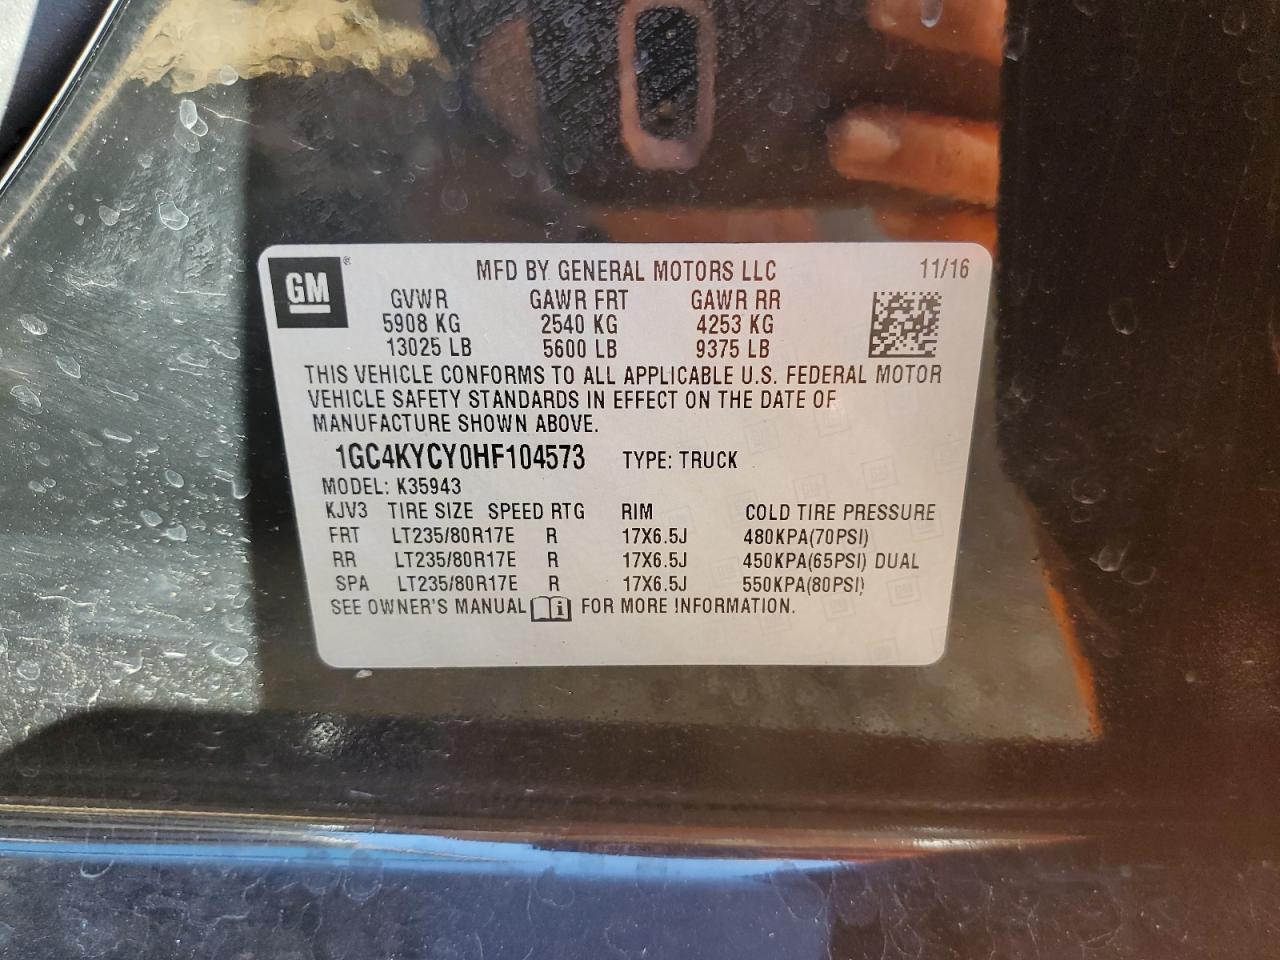 GM ® MFD BY GENERAL MOTORS LLC 11/16
GVWR GAWR FRT GAWR RR
5908 KG 2540 KG 4253 KG
13025 LB 5600 LB 9375 LB
THIS VEHICLE CONFORMS TO ALL APPLICABLE U.S. FEDERAL MOTOR
VEHICLE SAFETY STANDARDS IN EFFECT ON THE DATE OF
MANUFACTURE SHOWN ABOVE.
1GC4KYCY0HF104573 TYPE: TRUCK
MODEL: K35943
KJV3 TIRE SIZE SPEED RTG RIM COLD TIRE PRESSURE
FRT LT235/80R17E R 17X6.5J 480KPA(70PSI)
RR LT235/80R17E R 17X6.5J 450KPA(65PSI) DUAL
SPA LT235/80R17E R 17X6.5J 550KPA(80PSI)
SEE OWNER'S MANUAL i FOR MORE INFORMATION.